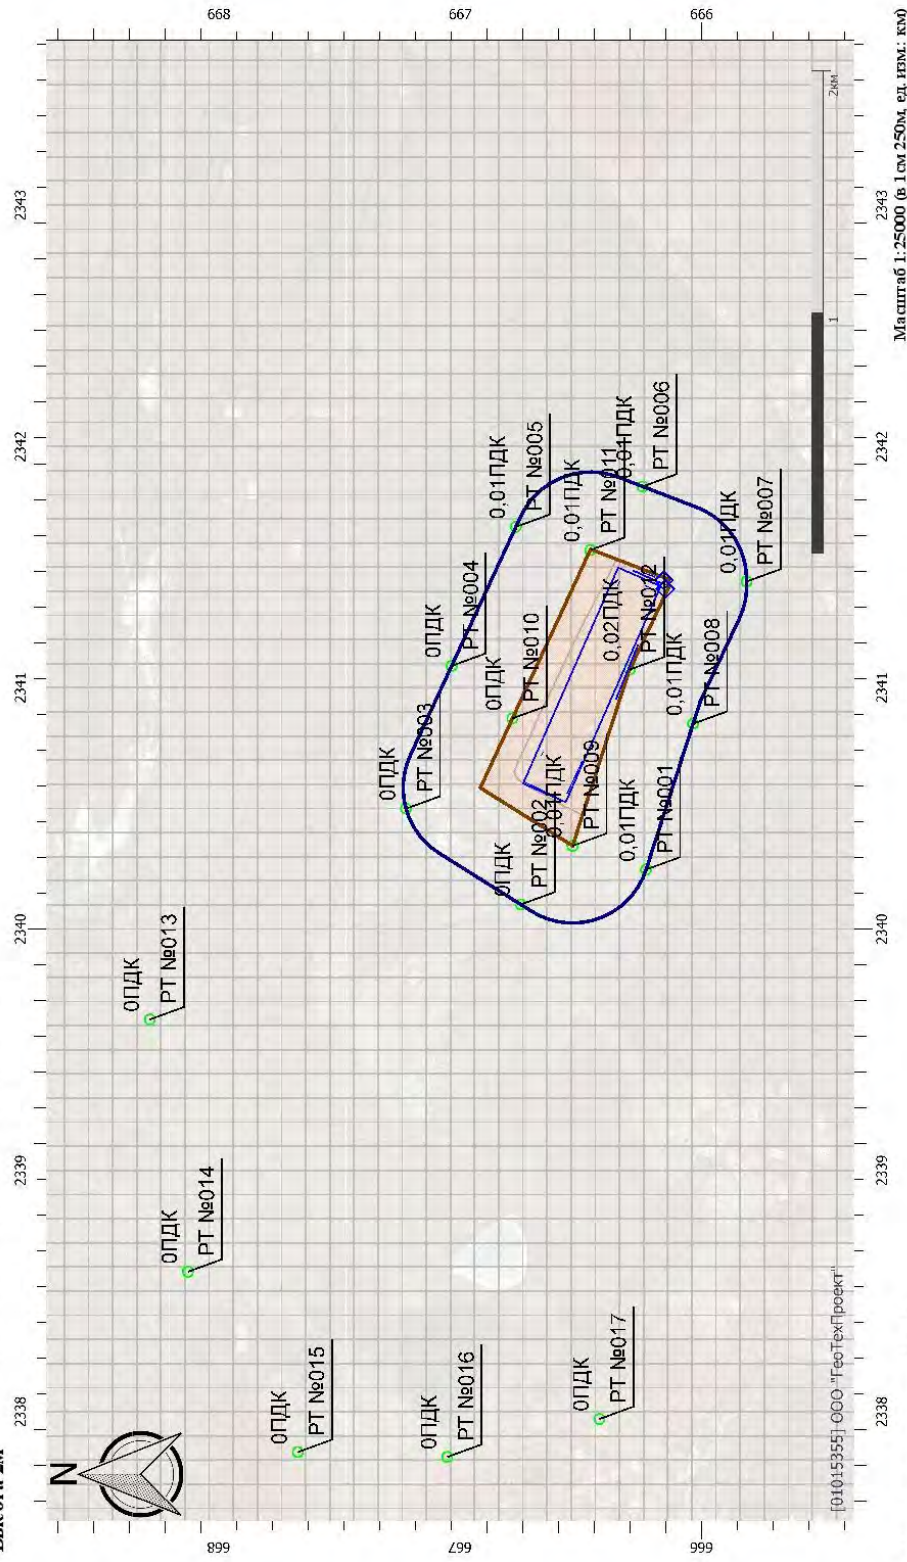 2338
2339
2340
2341
2342
2343
668
668
667
667
666
666
N
0ПДК
РТ №013
0ПДК
РТ №014
0ПДК
РТ №015
0ПДК
РТ №016
0ПДК
РТ №017
0ПДК
РТ №003
0ПДК
РТ №004
0,01ПДК
РТ №005
0ПДК
РТ №010
0ПДК
РТ №002
0,01ПДК
РТ №011
0,01ПДК
РТ №006
0,01ПДК
РТ №009
0,02ПДК
РТ №012
0,01ПДК
РТ №001
0,01ПДК
РТ №008
0,01ПДК
РТ №007
1
2км
[01015355] ООО "ГеоТехПроект"
2338
2339
2340
2341
2342
2343
Масштаб 1:25000 (в 1см 250м, ед. изм.: км)